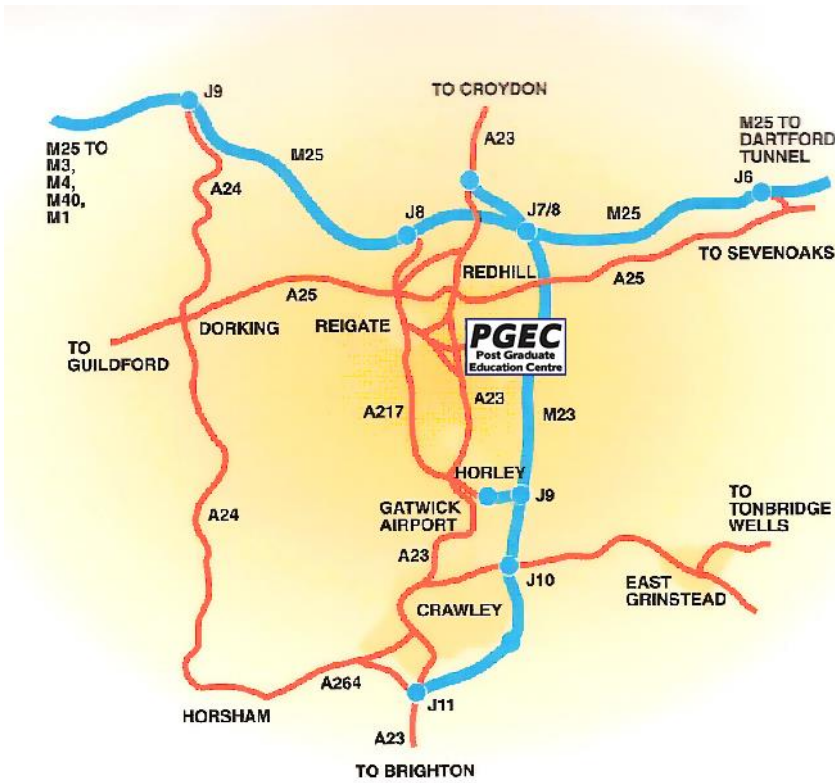 J9
TO CROYDON
A23
M25 TO
DARTFORD
TUNNEL
M25 TO
M3,
M4,
M40,
M1
M25
A24
J6
J8
J7/8
M25
TO SEVENOAKS
REDHILL
A25
A25
DORKING
REIGATE
TO
GUILDFORD
PGEC
Post Graduate
Education Centre
A217
A23
M23
HORLEY
J9
GATWICK
AIRPORT
TO
TONBRIDGE
WELLS
A24
A23
J10
EAST
GRINSTEAD
CRAWLEY
A264
J11
HORSHAM
A23
TO BRIGHTON